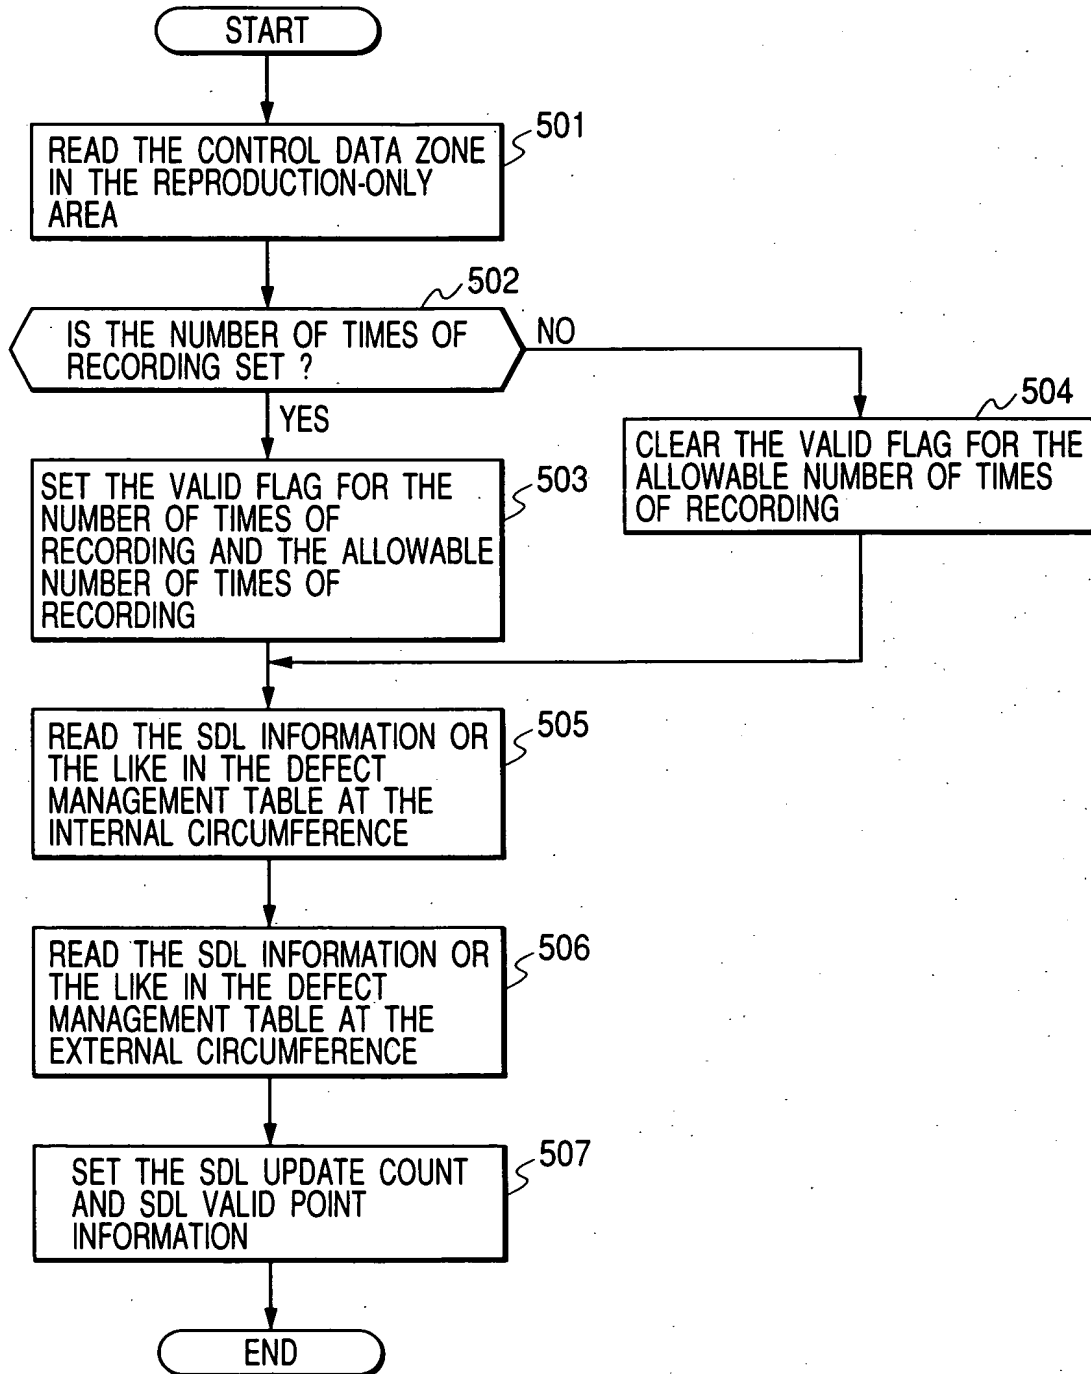 START
501
READ THE CONTROL DATA ZONE
IN THE REPRODUCTION-ONLY
AREA
502
IS THE NUMBER OF TIMES OF
RECORDING SET ?
NO
YES
504
CLEAR THE VALID FLAG FOR THE
ALLOWABLE NUMBER OF TIMES
OF RECORDING
503
SET THE VALID FLAG FOR THE
NUMBER OF TIMES OF
RECORDING AND THE ALLOWABLE
NUMBER OF TIMES OF
RECORDING
505
READ THE SDL INFORMATION OR
THE LIKE IN THE DEFECT
MANAGEMENT TABLE AT THE
INTERNAL CIRCUMFERENCE
506
READ THE SDL INFORMATION OR
THE LIKE IN THE DEFECT
MANAGEMENT TABLE AT THE
EXTERNAL CIRCUMFERENCE
507
SET THE SDL UPDATE COUNT
AND SDL VALID POINT
INFORMATION
END